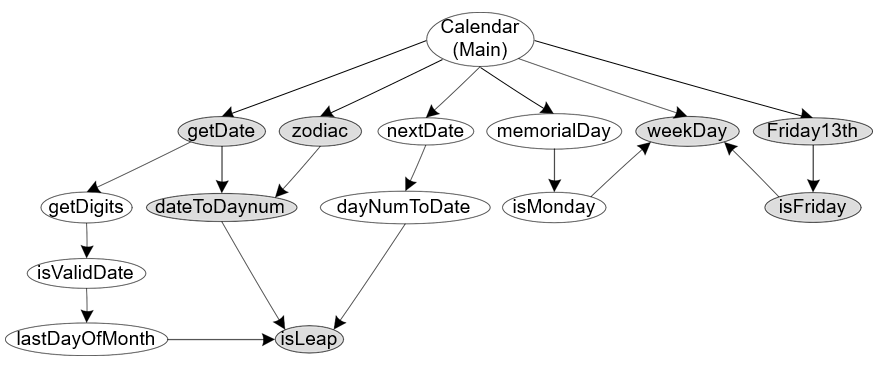 Calendar
(Main)
getDate
zodiac
nextDate
memorialDay
weekDay
Friday13th
getDigits
dateToDaynum
dayNumToDate
isMonday
isFriday
isValidDate
lastDayOfMonth
isLeap